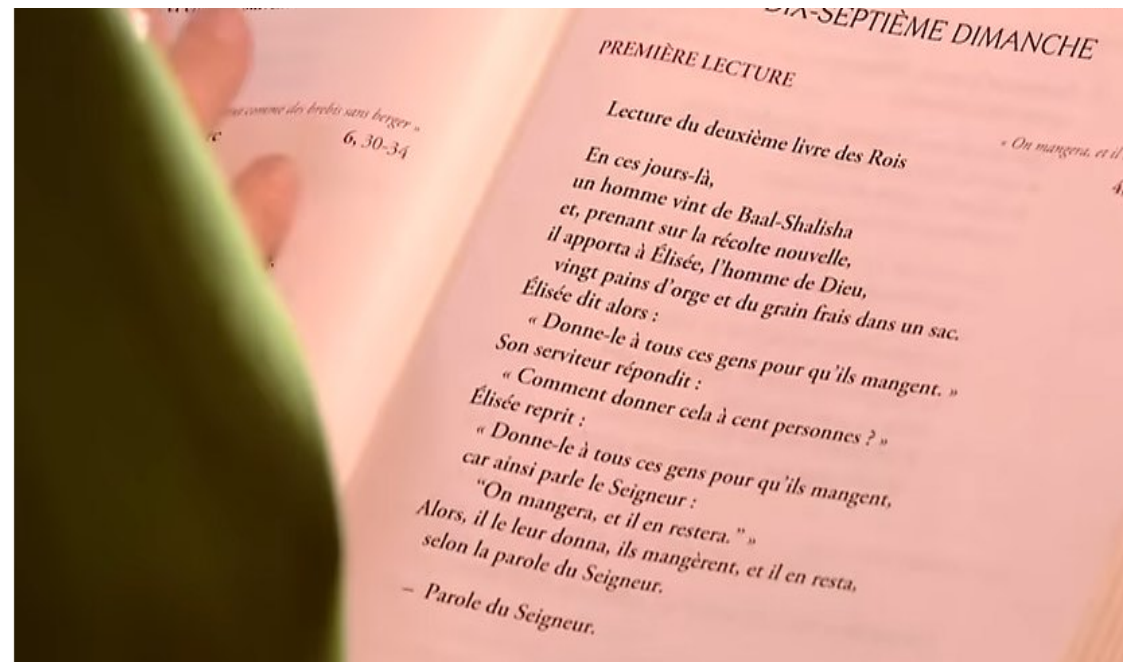 comme des brebis sans berger »
6, 30-34
DIX-SEPTIÈME DIMANCHE
PREMIÈRE LECTURE
« On mangera, et il
Lecture du deuxième livre des Rois
En ces jours-là,
un homme vint de Baal-Shalisha
et, prenant sur la récolte nouvelle,
il apporta à Élisée, l'homme de Dieu,
vingt pains d'orge et du grain frais dans un sac.
Élisée dit alors :
« Donne-le à tous ces gens pour qu'ils mangent. »
Son serviteur répondit :
« Comment donner cela à cent personnes ? »
Élisée reprit :
« Donne-le à tous ces gens pour qu'ils mangent,
car ainsi parle le Seigneur :
“On mangera, et il en restera.” »
Alors, il le leur donna, ils mangèrent, et il en resta,
selon la parole du Seigneur.
– Parole du Seigneur.